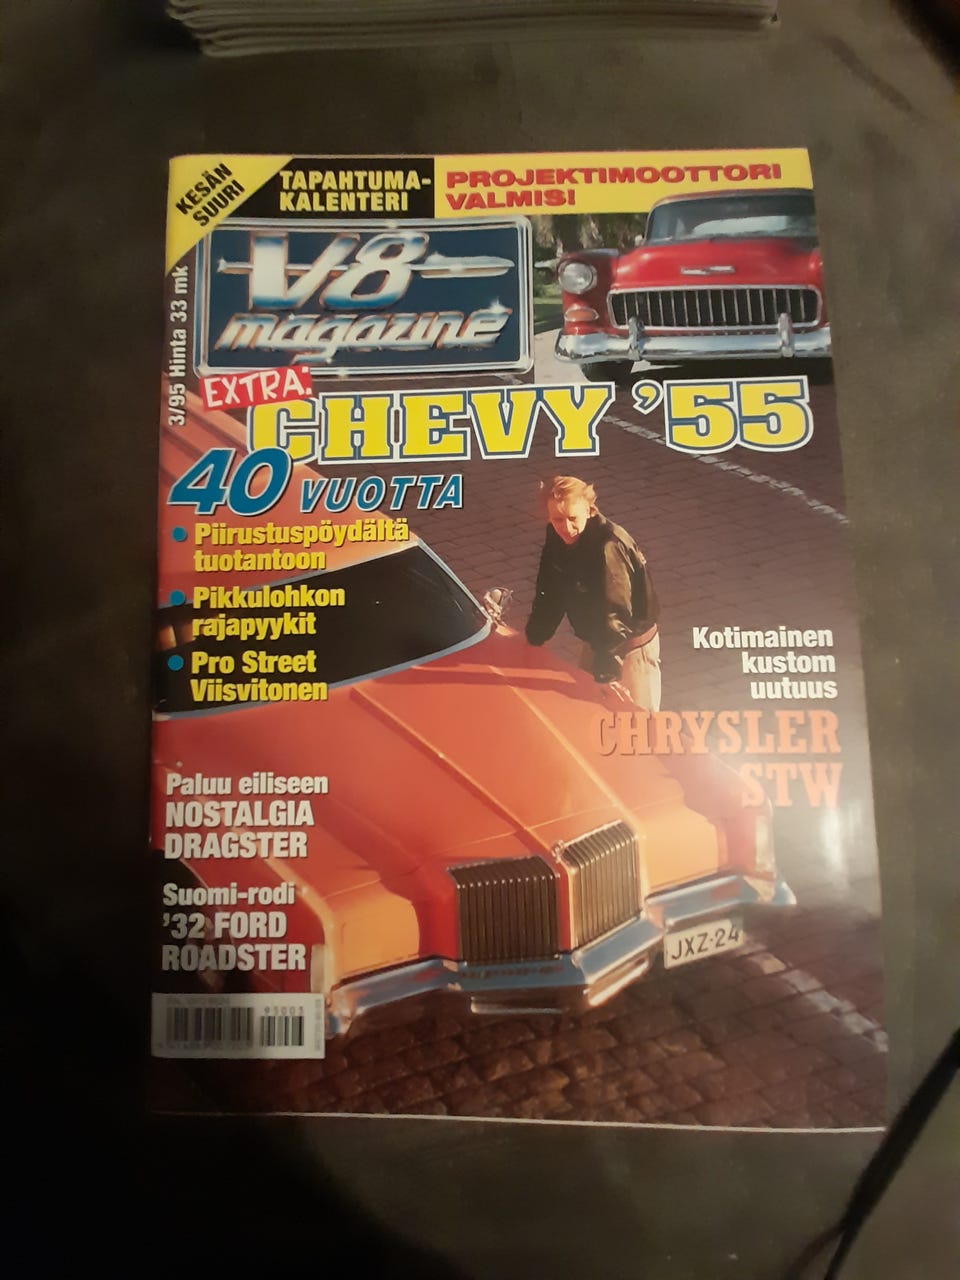 KESÄN
SUURI
TAPAHTUMA-
KALENTERI
PROJEKTIMOOTTORI
VALMIS!
V8
magazine
3/95 Hinta 33 mk
EXTRA:
CHEVY '55
40 VUOTTA
• Piirustuspöydältä
tuotantoon
• Pikkulohkon
rajapyykit
• Pro Street
Viisvitonen
Kotimainen
kustom
uutuus
CHRYSLER
STW
Paluu eiliseen
NOSTALGIA
DRAGSTER
Suomi-rodi
'32 FORD
ROADSTER
JXZ-24
95003